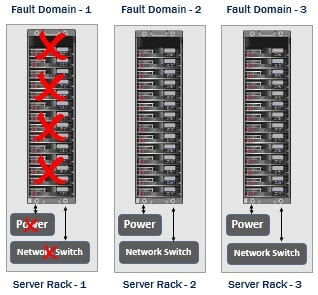 Fault Domain - 1
Fault Domain - 2
Fault Domain - 3
Power
Power
Power
Network Switch
Network Switch
Network Switch
Server Rack - 1
Server Rack - 2
Server Rack - 3